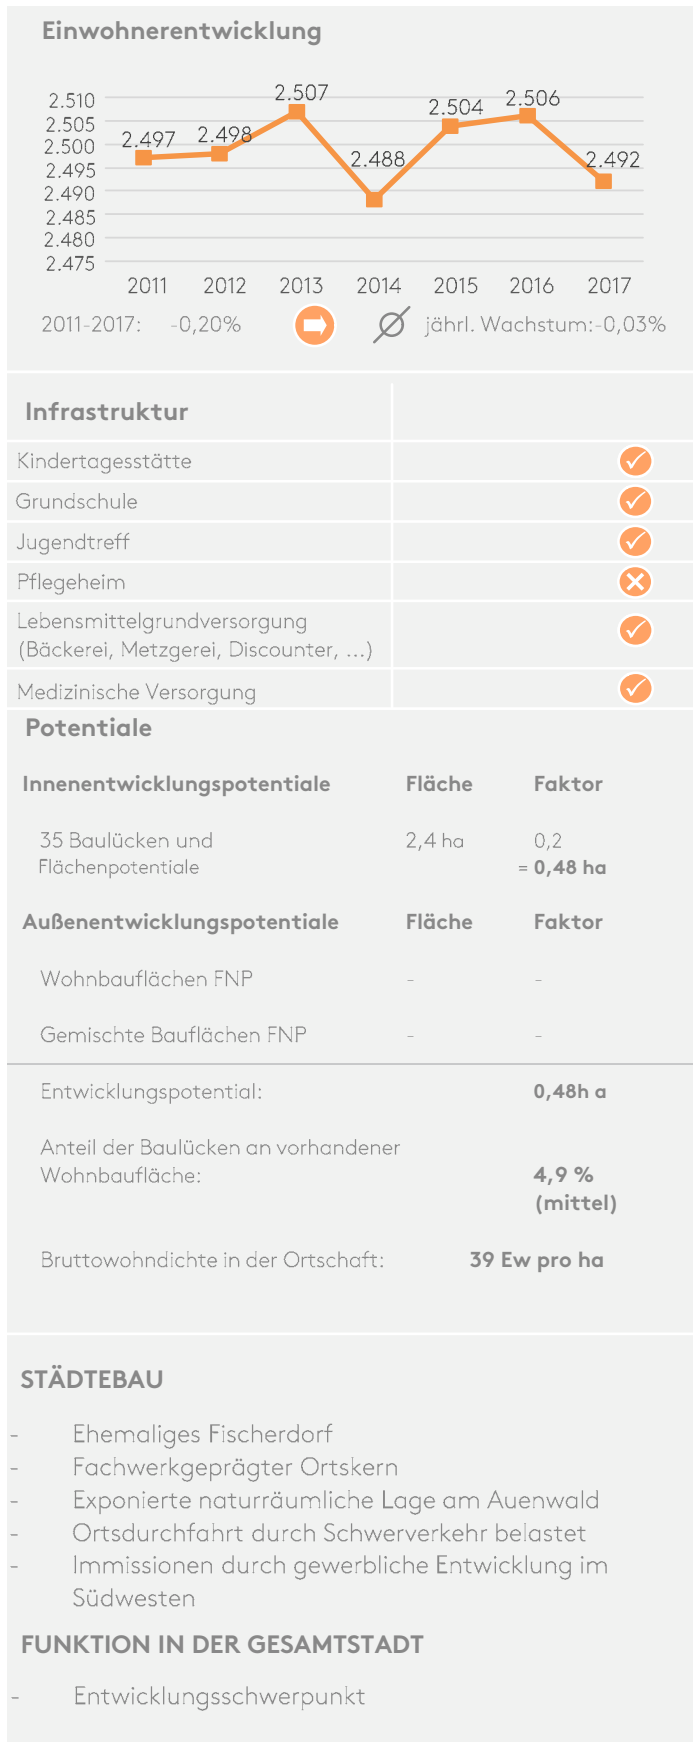 Einwohnerentwicklung
2.510
2.505
2.500
2.495
2.490
2.485
2.480
2.475
2.497
2.498
2.507
2.488
2.504
2.506
2.492
2011 2012 2013 2014 2015 2016 2017
2011-2017: -0,20% jährl. Wachstum:-0,03%
Infrastruktur
Kindertagesstätte
Grundschule
Jugendtreff
Pflegeheim
Lebensmittelgrundversorgung
(Bäckerei, Metzgerei, Discounter, ...)
Medizinische Versorgung
Potentiale
Innenentwicklungspotentiale Fläche Faktor
35 Baulücken und 2,4 ha 0,2
Flächenpotentiale = 0,48 ha
Außenentwicklungspotentiale Fläche Faktor
Wohnbauflächen FNP - -
Gemischte Bauflächen FNP - -
Entwicklungspotential: 0,48h a
Anteil der Baulücken an vorhandener
Wohnbaufläche: 4,9 %
(mittel)
Bruttowohndichte in der Ortschaft: 39 Ew pro ha
STÄDTEBAU
- Ehemaliges Fischerdorf
- Fachwerkgeprägter Ortskern
- Exponierte naturräumliche Lage am Auenwald
- Ortsdurchfahrt durch Schwerverkehr belastet
- Immissionen durch gewerbliche Entwicklung im
Südwesten
FUNKTION IN DER GESAMTSTADT
- Entwicklungsschwerpunkt